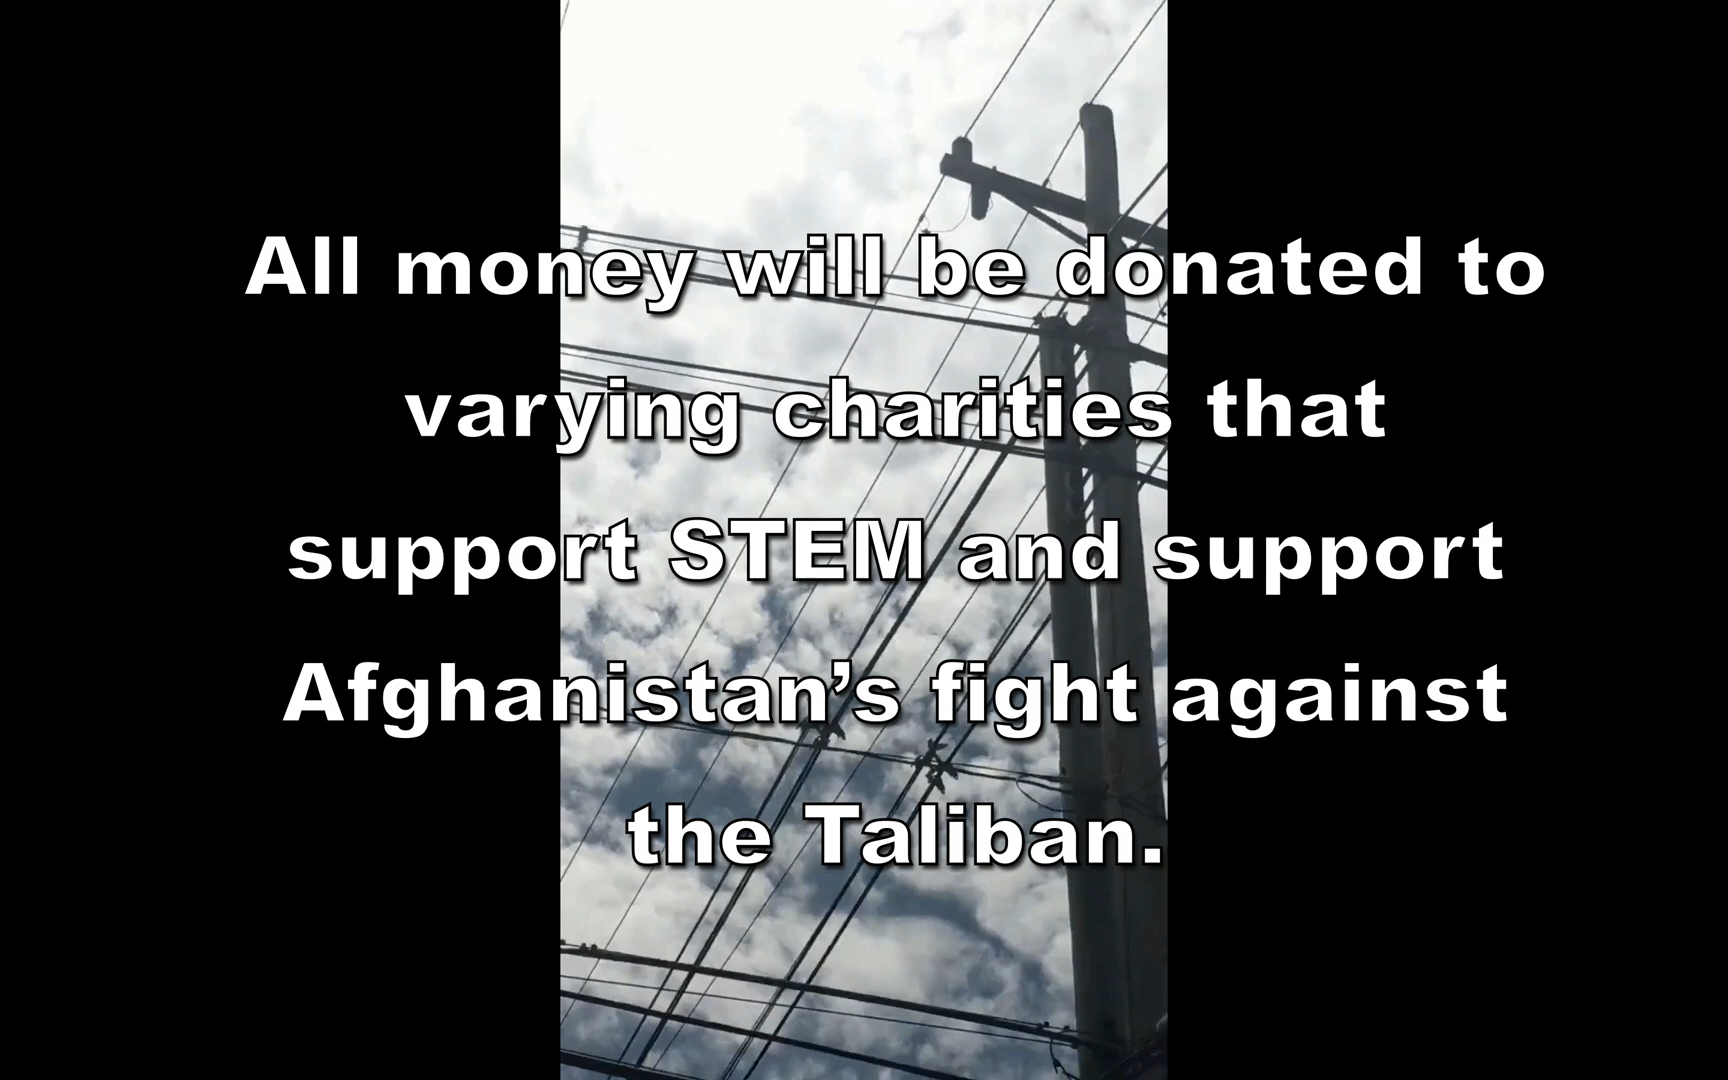 All money will be donated to
varying charities that
support STEM and support
Afghanistan’s fight against
the Taliban.